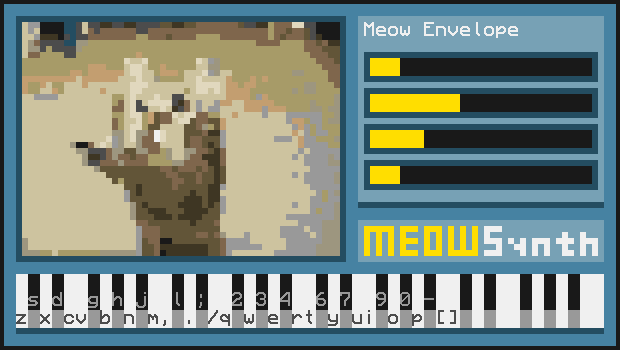 Meow Envelope
MEOWSynth
s d g h j l ; 2 3 4 6 7 9 0 -
z x c v b n m , . / q w e r t y u i o p [ ]